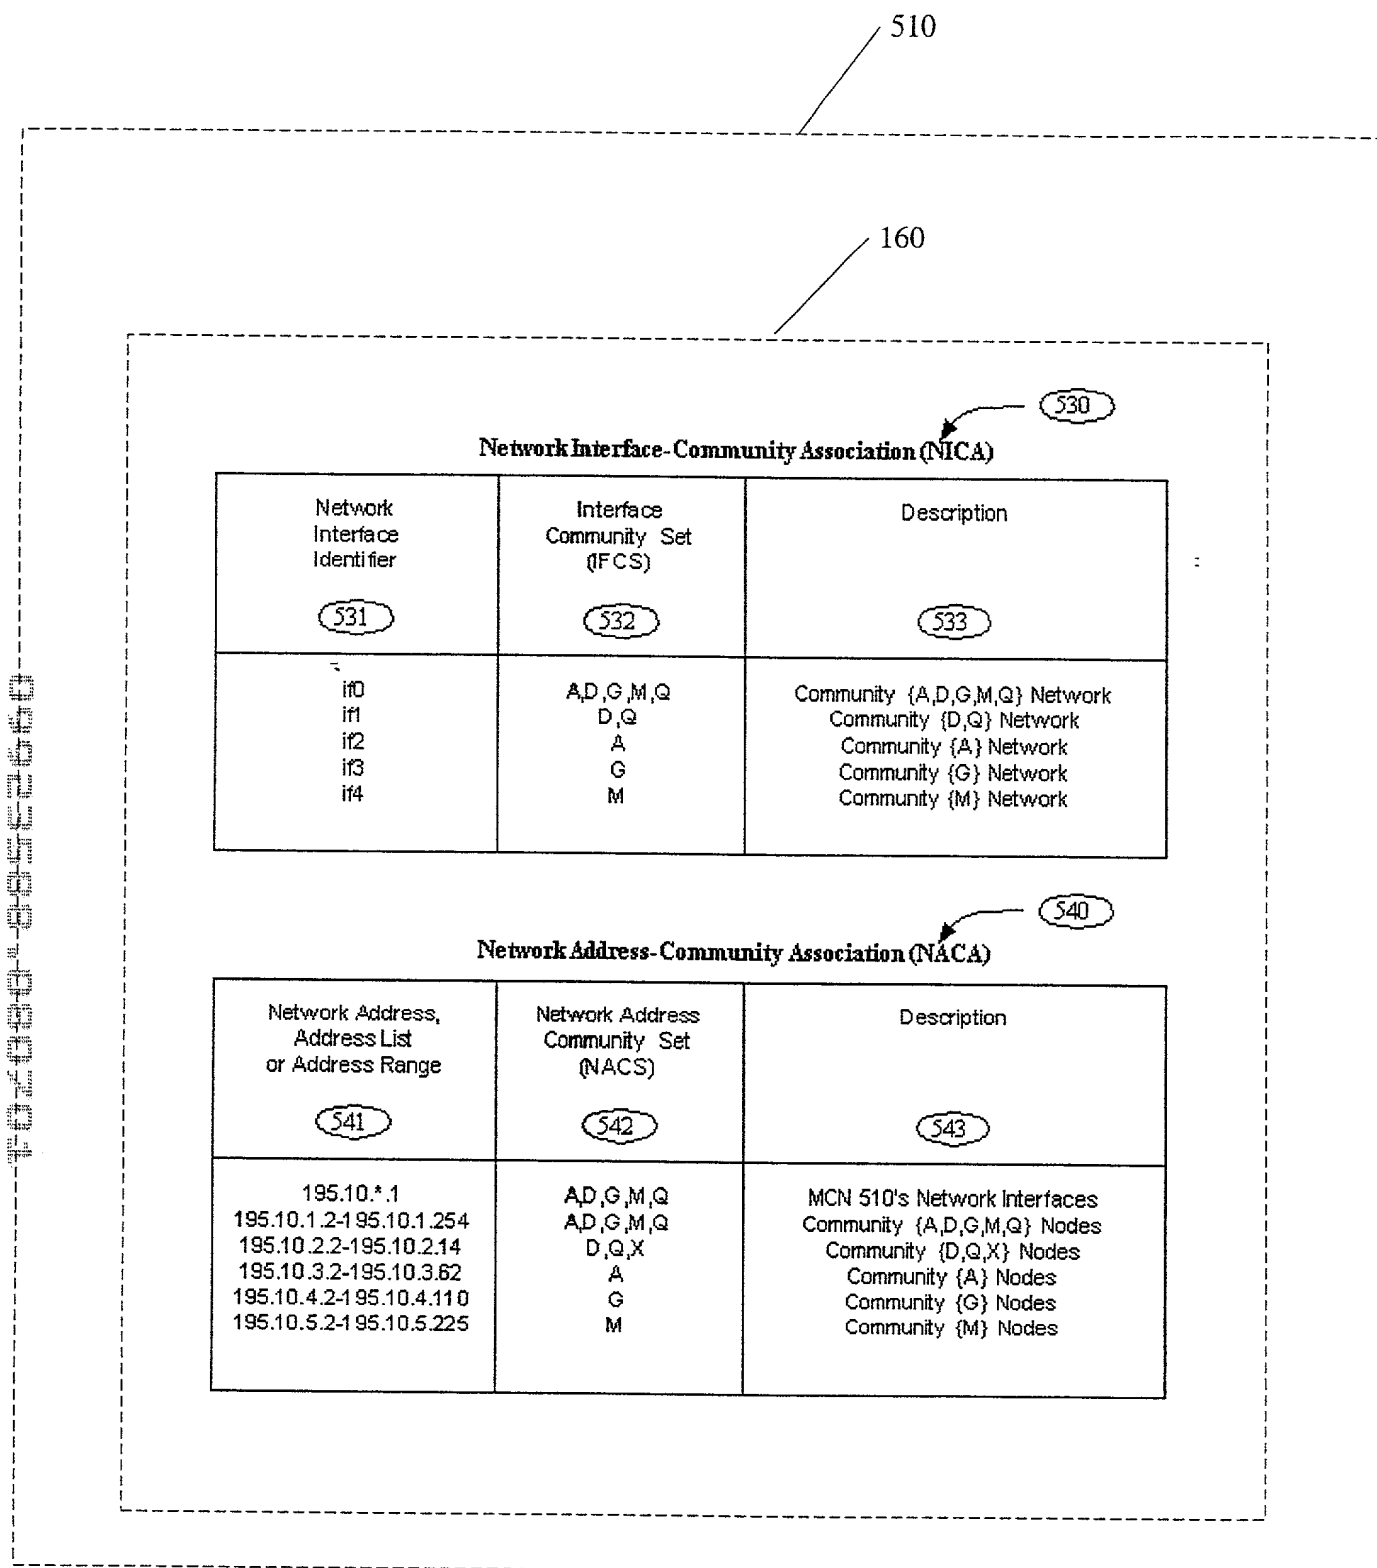 510
160
530
Network Interface-Community Association (NICA)
Network
Interface
Identifier
531
Interface
Community Set
(IFCS)
532
Description
533
if0 A,D,G,M,Q Community {A,D,G,M,Q} Network
if1 D,Q Community {D,Q} Network
if2 A Community {A} Network
if3 G Community {G} Network
if4 M Community {M} Network
540
Network Address-Community Association (NACA)
Network Address,
Address List
or Address Range
541
Network Address
Community Set
(NACS)
542
Description
543
195.10.*.1 A,D,G,M,Q MCN 510's Network Interfaces
195.10.1.2-195.10.1.254 A,D,G,M,Q Community {A,D,G,M,Q} Nodes
195.10.2.2-195.10.2.14 D,Q,X Community {D,Q,X} Nodes
195.10.3.2-195.10.3.62 A Community {A} Nodes
195.10.4.2-195.10.4.110 G Community {G} Nodes
195.10.5.2-195.10.5.225 M Community {M} Nodes